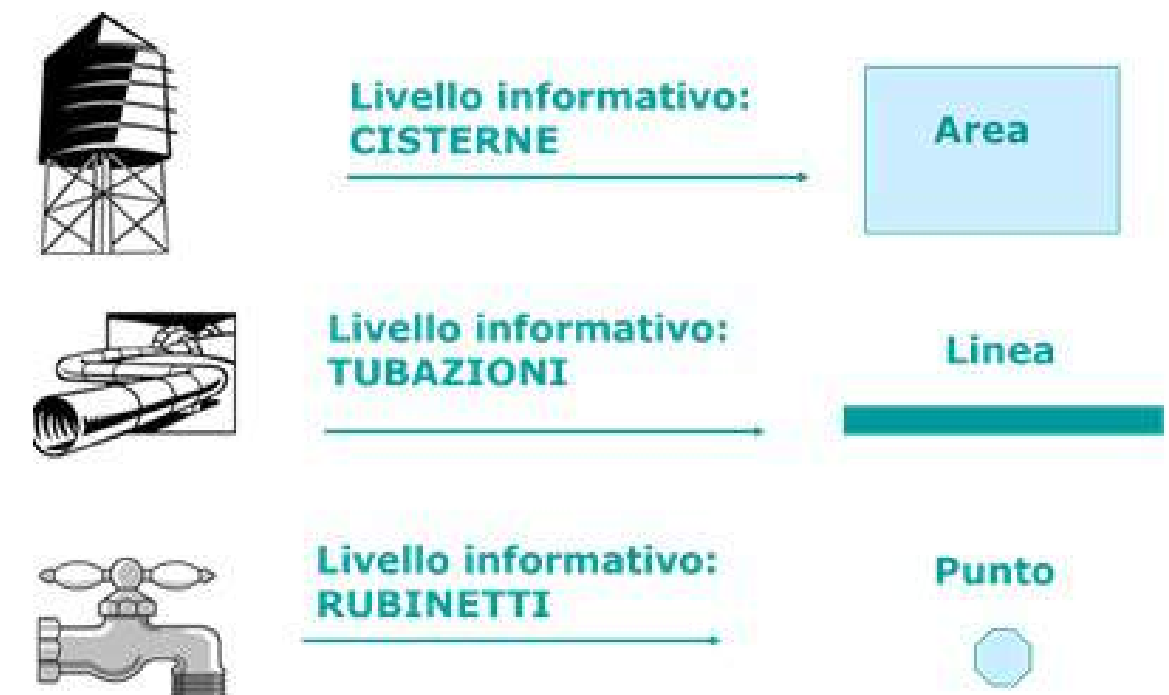 Livello informativo:
CISTERNE
Area
Livello informativo:
TUBAZIONI
Linea
Livello informativo:
RUBINETTI
Punto